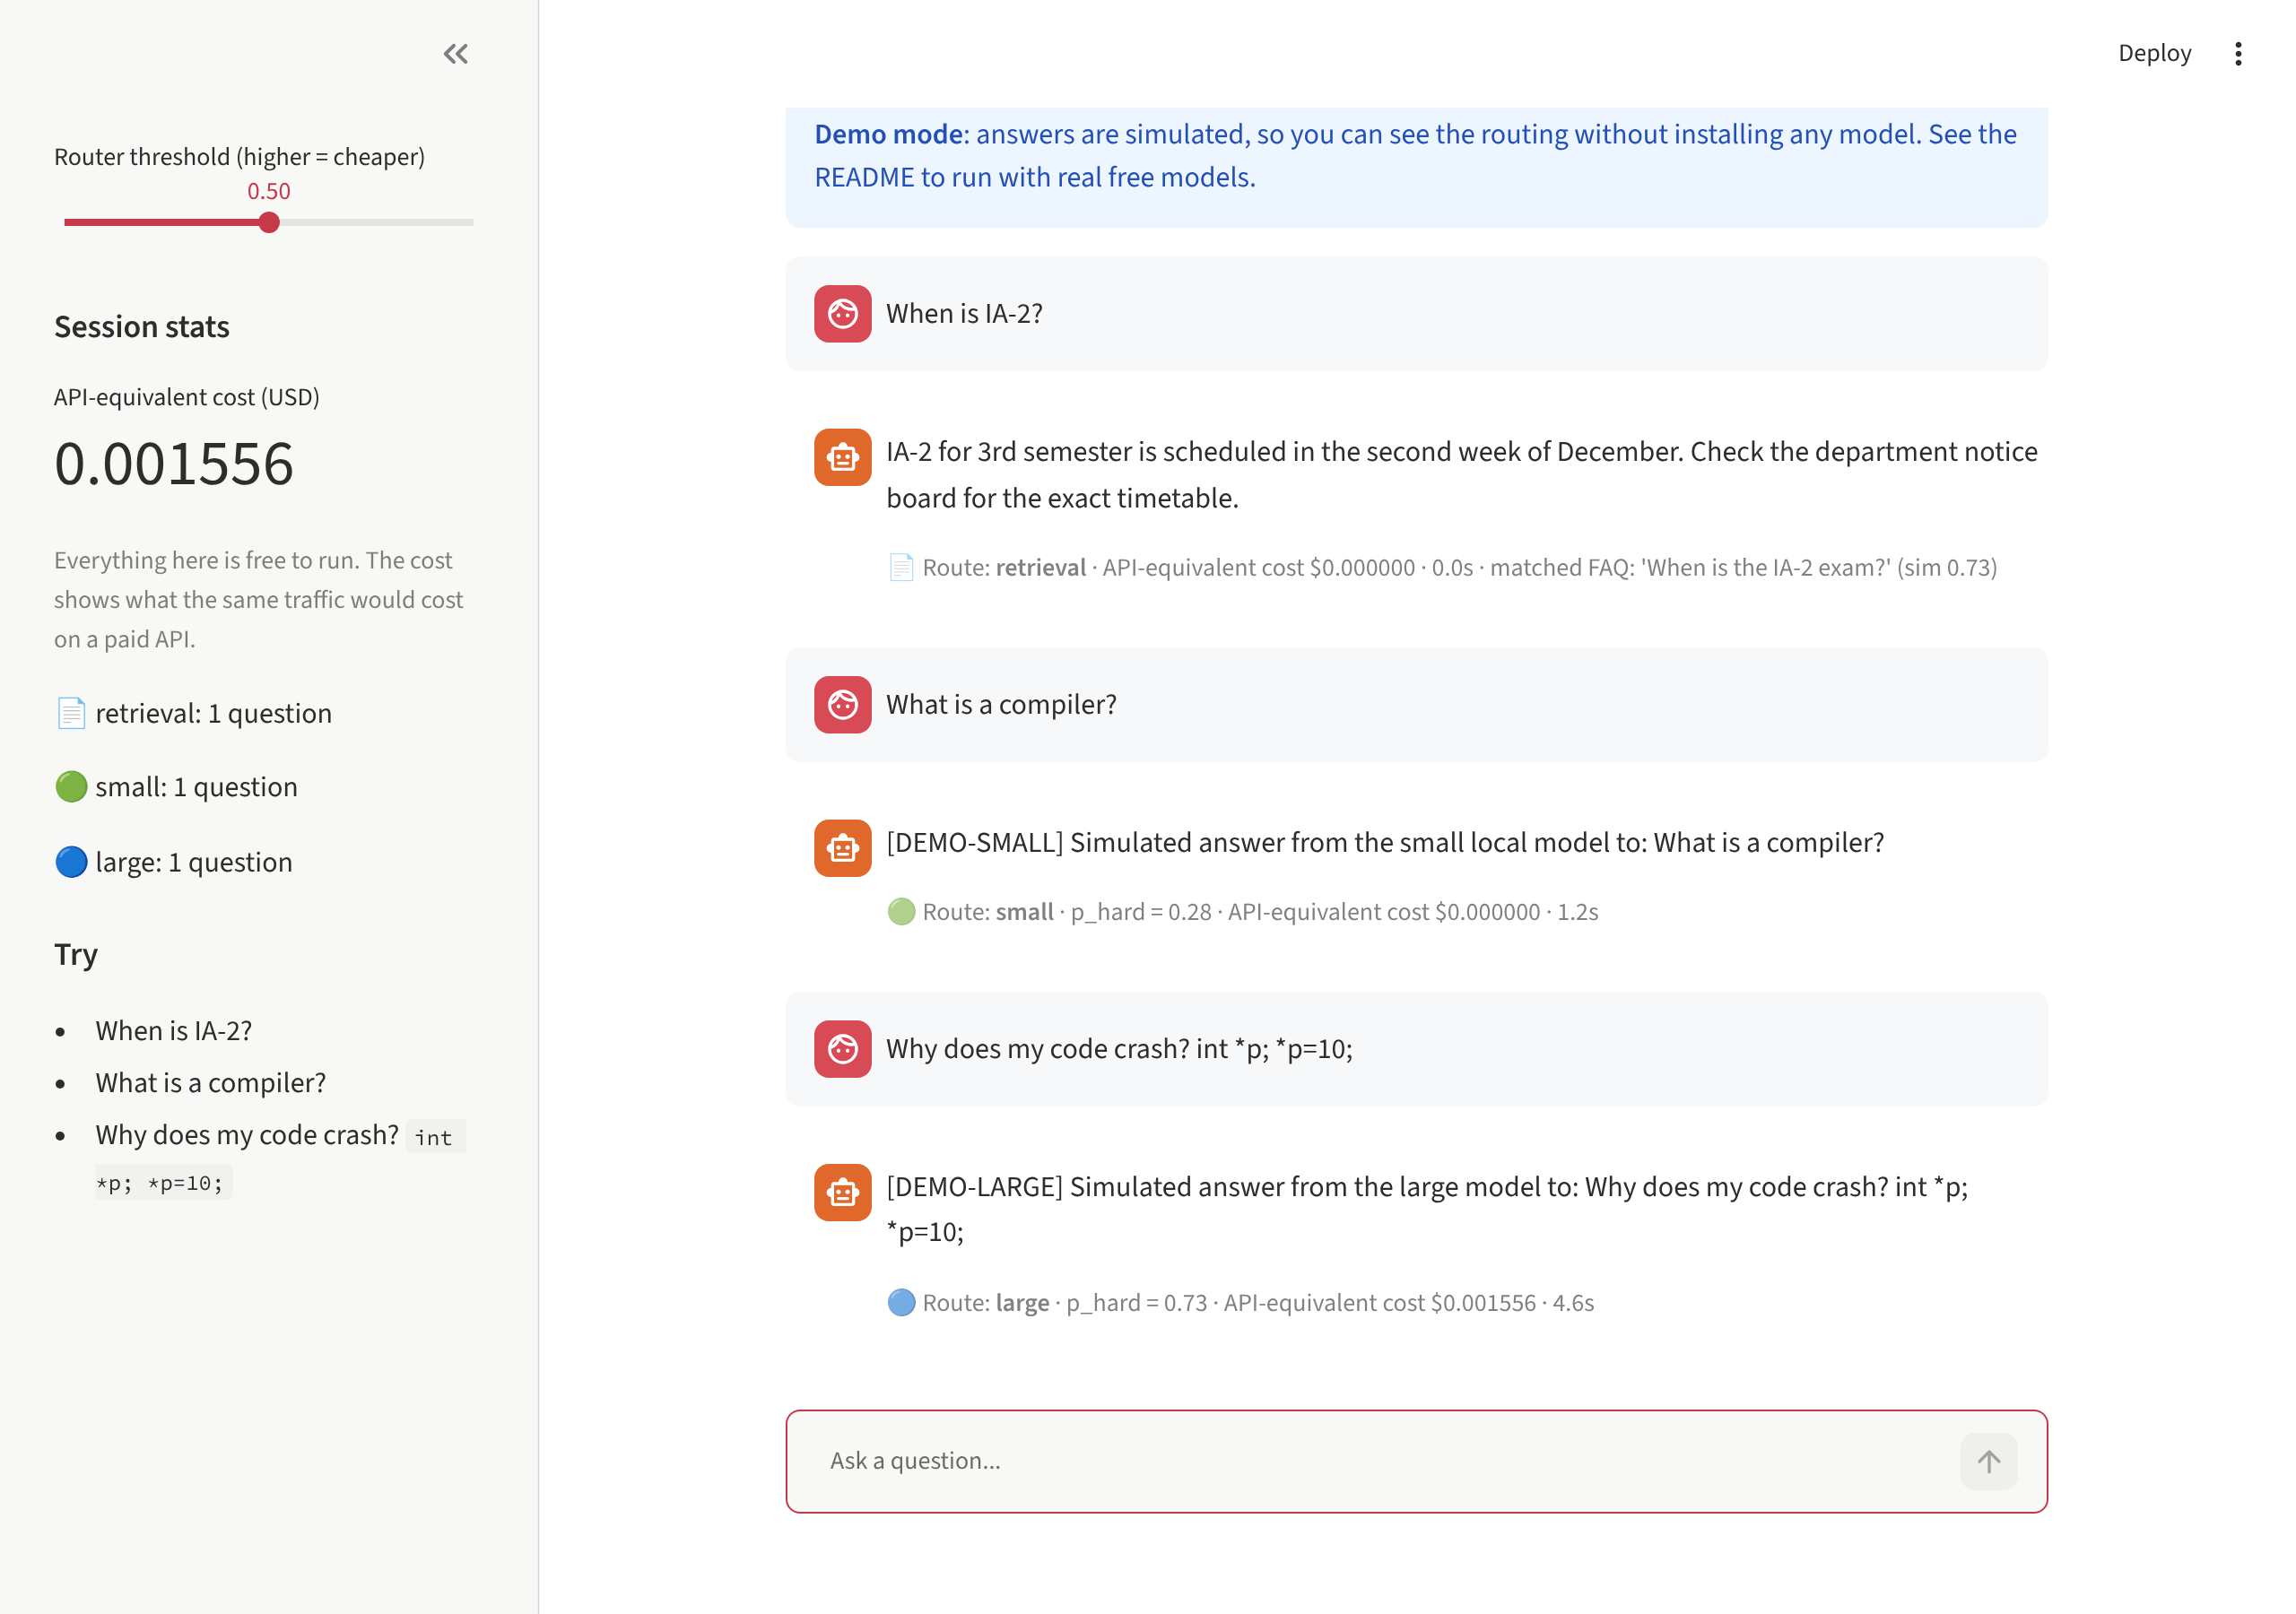 Router threshold (higher = cheaper)
0.50
Session stats
API-equivalent cost (USD)
0.001556
Everything here is free to run. The cost
shows what the same traffic would cost
on a paid API.
retrieval: 1 question
small: 1 question
large: 1 question
Try
• When is IA-2?
• What is a compiler?
• Why does my code crash? int
*p; *p=10;
Deploy
Demo mode: answers are simulated, so you can see the routing without installing any model. See the
README to run with real free models.
When is IA-2?
IA-2 for 3rd semester is scheduled in the second week of December. Check the department notice
board for the exact timetable.
Route: retrieval · API-equivalent cost $0.000000 · 0.0s · matched FAQ: 'When is the IA-2 exam?' (sim 0.73)
What is a compiler?
[DEMO-SMALL] Simulated answer from the small local model to: What is a compiler?
Route: small · p_hard = 0.28 · API-equivalent cost $0.000000 · 1.2s
Why does my code crash? int *p; *p=10;
[DEMO-LARGE] Simulated answer from the large model to: Why does my code crash? int *p;
*p=10;
Route: large · p_hard = 0.73 · API-equivalent cost $0.001556 · 4.6s
Ask a question...